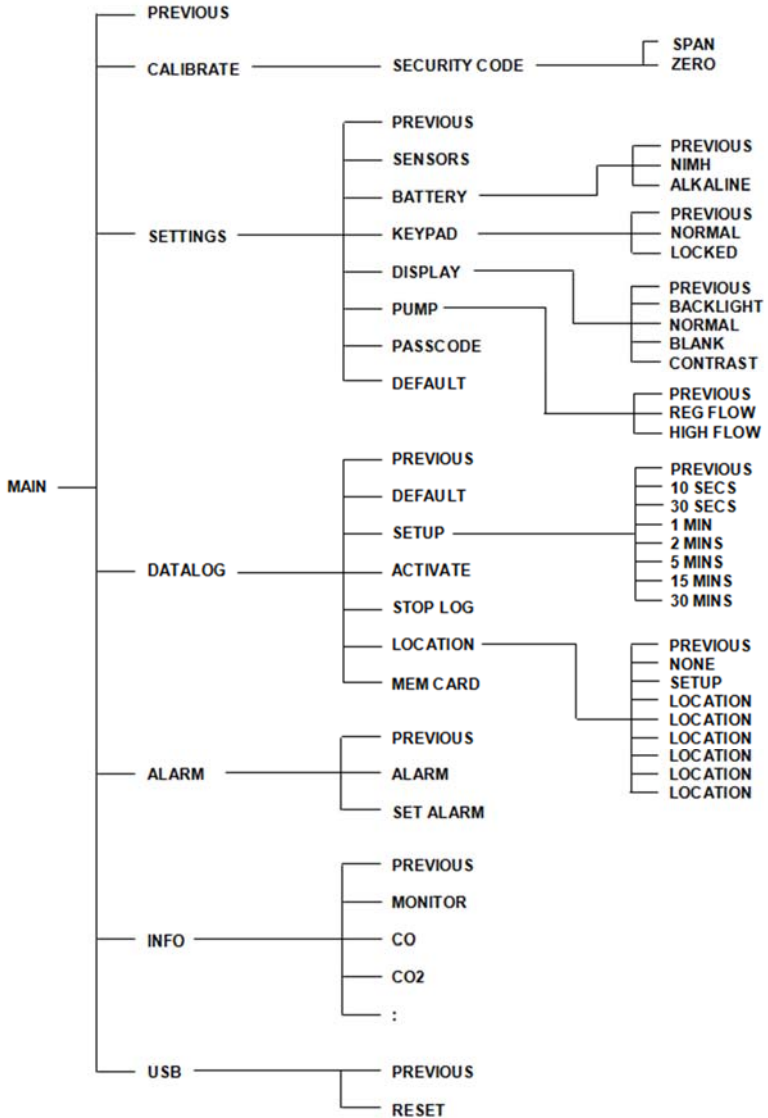 PREVIOUS
CALIBRATE
SECURITY CODE
SPAN
ZERO
SETTINGS
PREVIOUS
SENSORS
BATTERY
PREVIOUS
NIMH
ALKALINE
KEYPAD
PREVIOUS
NORMAL
LOCKED
DISPLAY
PREVIOUS
BACKLIGHT
NORMAL
BLANK
CONTRAST
PUMP
PREVIOUS
REG FLOW
HIGH FLOW
PASSCODE
DEFAULT
MAIN
DATALOG
PREVIOUS
DEFAULT
SETUP
PREVIOUS
10 SECS
30 SECS
1 MIN
2 MINS
5 MINS
15 MINS
30 MINS
ACTIVATE
STOP LOG
LOCATION
PREVIOUS
NONE
SETUP
LOCATION
LOCATION
LOCATION
LOCATION
LOCATION
LOCATION
MEM CARD
ALARM
PREVIOUS
ALARM
SET ALARM
INFO
PREVIOUS
MONITOR
CO
CO2
:
USB
PREVIOUS
RESET